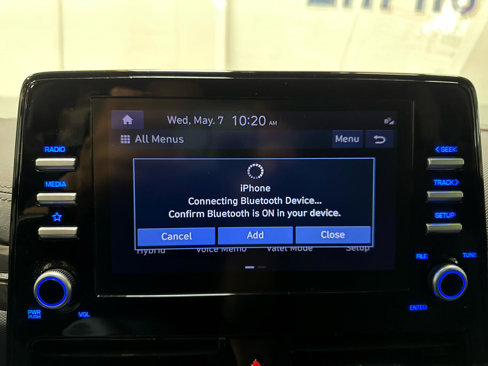 Wed, May. 7 10:20 AM
RADIO
< SEEK
All Menus
Menu
MEDIA
TRACK >
iPhone
Connecting Bluetooth Device...
Confirm Bluetooth is ON in your device.
SETUP
Cancel
Add
Close
Hybrid
Voice Memo
Valet Mode
Setup
FILE
TUNE
PWR
PUSH
VOL
ENTER